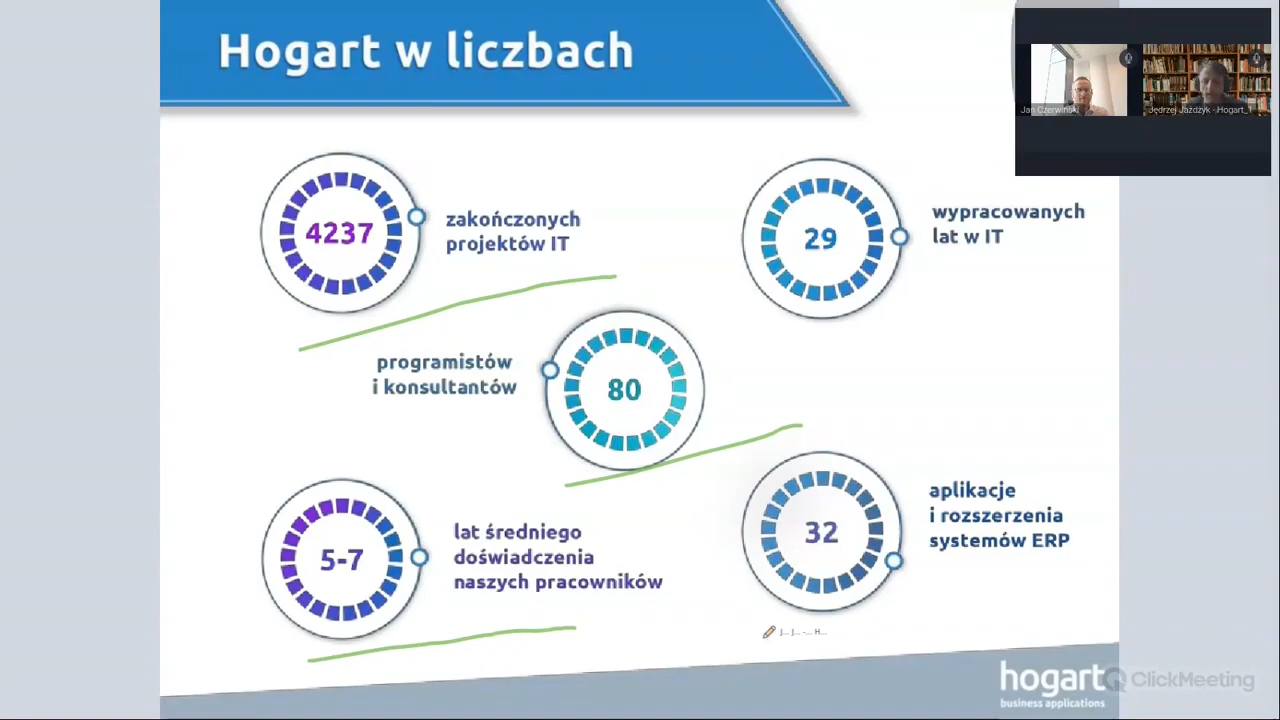 Hogart w liczbach
Jan Czerwiński
Jędrzej Jażdżyk - Hogart_1
4237
zakończonych
projektów IT
29
wypracowanych
lat w IT
programistów
i konsultantów
80
5-7
lat średniego
doświadczenia
naszych pracowników
32
aplikacje
i rozszerzenia
systemów ERP
J... J... -... H...
hogart
business applications
ClickMeeting